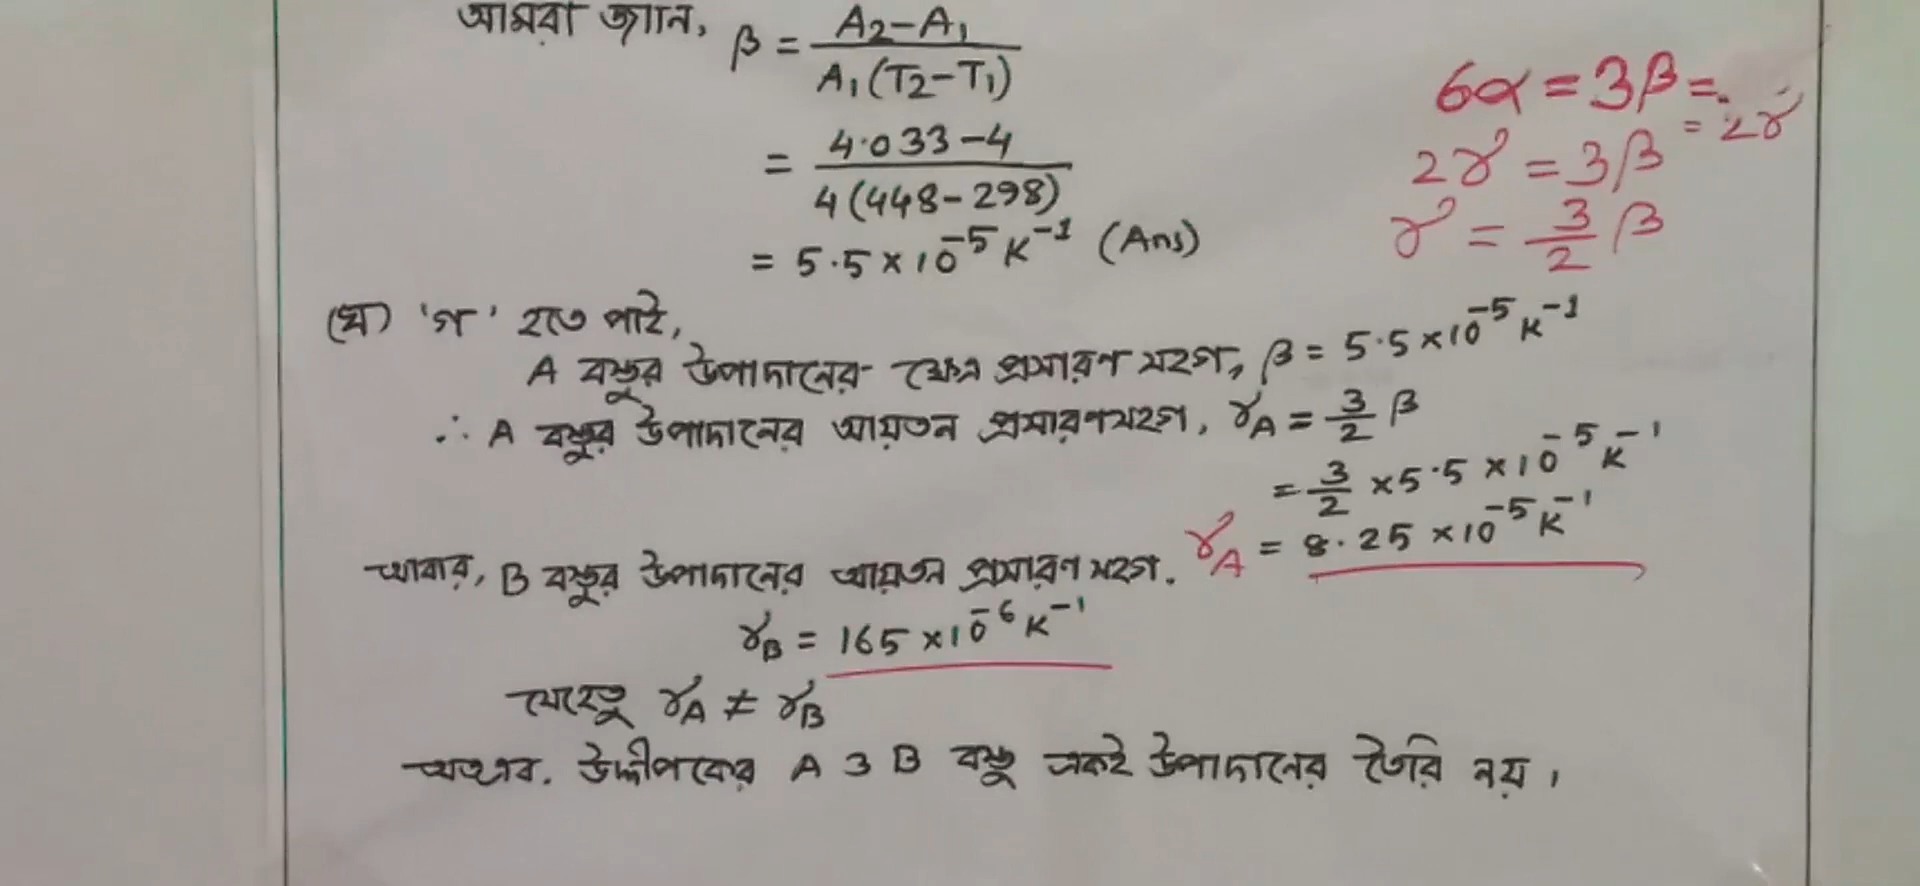 আমরা জানি, β = A₂−A₁ / A₁(T₂−T₁)
= 4·033−4 / 4(448−298)
= 5·5×10⁻⁵ K⁻¹ (Ans)
6α = 3β =
= 2γ
2γ = 3β
γ = 3/2 β
(ঘ) 'গ' হতে পাই,
A বস্তুর উপাদানের ক্ষেত্র প্রসারণ সহগ, β = 5·5×10⁻⁵ K⁻¹
∴ A বস্তুর উপাদানের আয়তন প্রসারণ সহগ, γA = 3/2 β
= 3/2 ×5·5×10⁻⁵ K⁻¹
γA = 8·25×10⁻⁵ K⁻¹
আবার, B বস্তুর উপাদানের আয়তন প্রসারণ সহগ.
γB = 165×10⁻⁶ K⁻¹
যেহেতু γA ≠ γB
অতএব. উদ্দীপকের A ও B বস্তু একই উপাদানের তৈরি নয়।